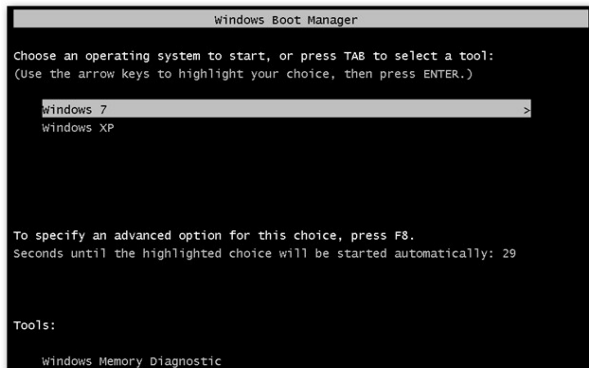 Windows Boot Manager
Choose an operating system to start, or press TAB to select a tool:
(Use the arrow keys to highlight your choice, then press ENTER.)
Windows 7 >
Windows XP
To specify an advanced option for this choice, press F8.
Seconds until the highlighted choice will be started automatically: 29
Tools:
Windows Memory Diagnostic